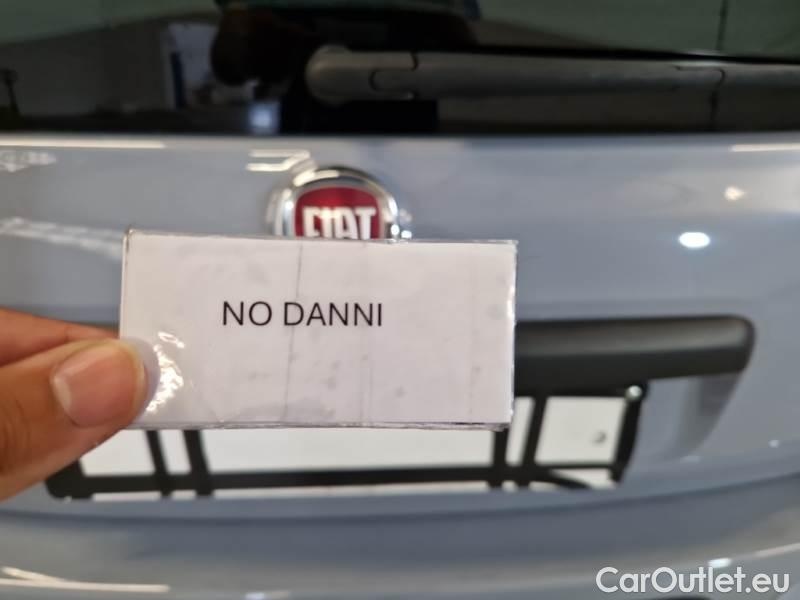 FIAT
NO DANNI
CarOutlet.eu